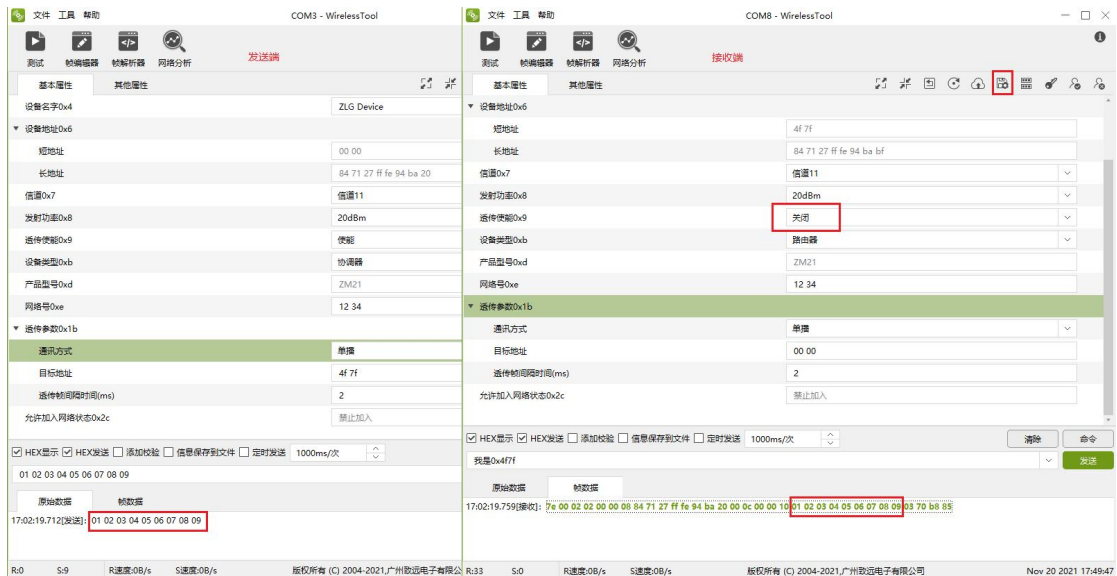 文件 工具 帮助
COM3 - WirelessTool
测试 帧编辑器 帧解析器 网络分析
发送端
基本属性 其他属性
设备名字0x4 ZLG Device
设备地址0x6
短地址 00 00
长地址 84 71 27 ff fe 94 ba 20
信道0x7 信道11
发射功率0x8 20dBm
透传使能0x9 使能
设备类型0xb 协调器
产品型号0xd ZM21
网络号0xe 12 34
透传参数0x1b
通讯方式 单播
目标地址 4f 7f
透传帧间隔时间(ms) 2
允许加入网络状态0x2c 禁止加入
HEX显示 HEX发送 添加校验 信息保存到文件 定时发送 1000ms/次
01 02 03 04 05 06 07 08 09
原始数据 帧数据
17:02:19.712[发送]: 01 02 03 04 05 06 07 08 09
R:0 S:9 R速度:0B/s S速度:0B/s 版权所有 (C) 2004-2021,广州致远电子有限公
文件 工具 帮助
COM8 - WirelessTool
测试 帧编辑器 帧解析器 网络分析
接收端
基本属性 其他属性
设备地址0x6
短地址 4f 7f
长地址 84 71 27 ff fe 94 ba bf
信道0x7 信道11
发射功率0x8 20dBm
透传使能0x9 关闭
设备类型0xb 路由器
产品型号0xd ZM21
网络号0xe 12 34
透传参数0x1b
通讯方式 单播
目标地址 00 00
透传帧间隔时间(ms) 2
允许加入网络状态0x2c 禁止加入
HEX显示 HEX发送 添加校验 信息保存到文件 定时发送 1000ms/次 清除 命令
我是0x4f7f 发送
原始数据 帧数据
17:02:19.759[接收]: 7e 00 02 02 00 00 08 84 71 27 ff fe 94 ba 20 00 0c 00 00 10 01 02 03 04 05 06 07 08 09 03 70 b8 85
R:33 S:0 R速度:0B/s S速度:0B/s 版权所有 (C) 2004-2021,广州致远电子有限公司 Nov 20 2021 17:49:47